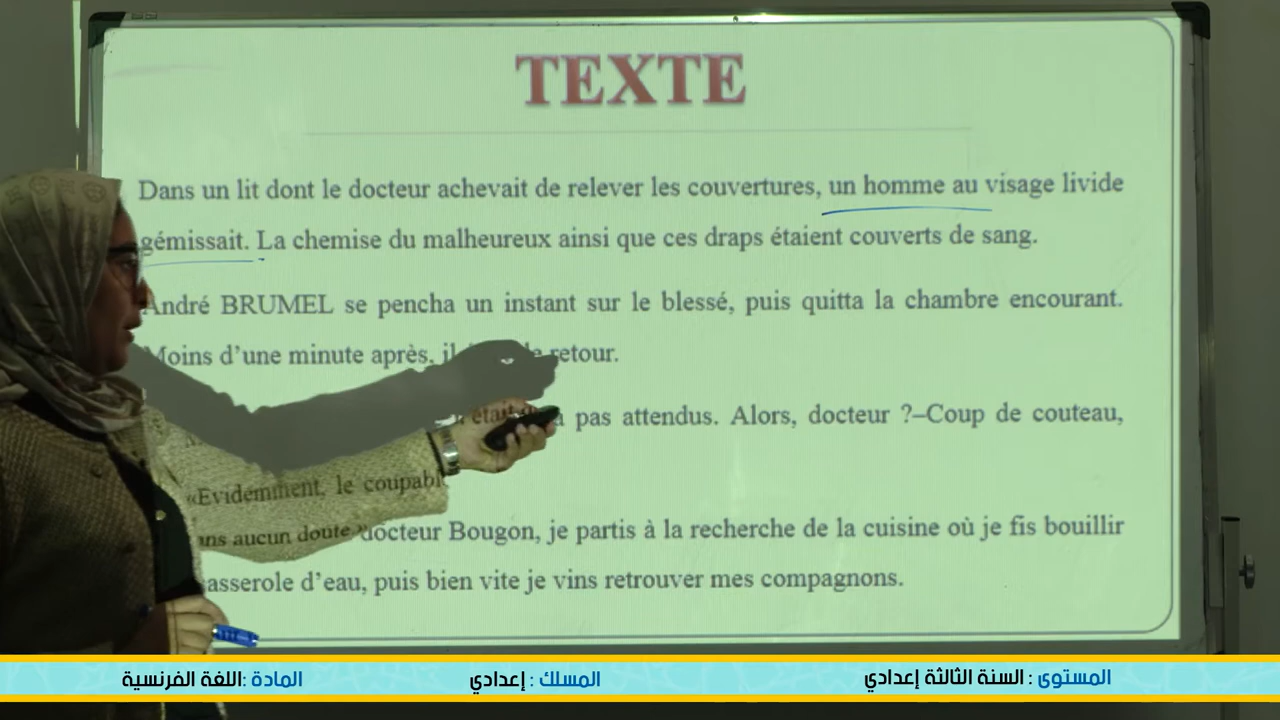 TEXTE
Dans un lit dont le docteur achevait de relever les couvertures, un homme au visage livide
gémissait. La chemise du malheureux ainsi que ces draps étaient couverts de sang.
André BRUMEL se pencha un instant sur le blessé, puis quitta la chambre encourant.
Moins d’une minute après, il retour.
était pas attendus. Alors, docteur ?–Coup de couteau,
«Evidemment, le
aucun doute docteur Bougon, je partis à la recherche de la cuisine où je fis bouillir
d’eau, puis bien vite je vins retrouver mes compagnons.
المستوى : السنة الثالثة إعدادي
المسلك : إعدادي
المادة :اللغة الفرنسية